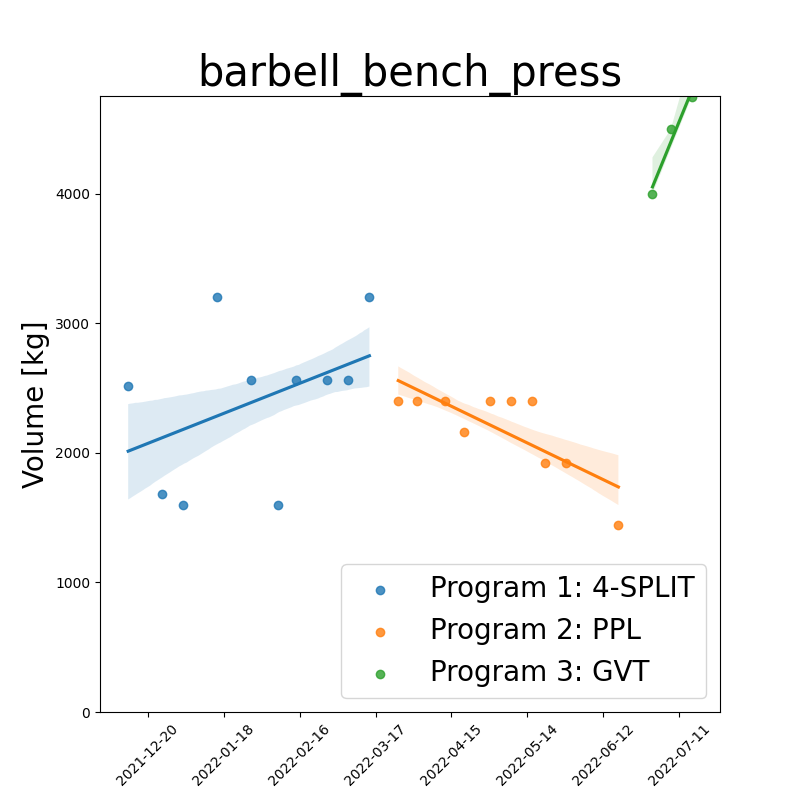 barbell_bench_press
Volume [kg]
4000
3000
2000
1000
0
Program 1: 4-SPLIT
Program 2: PPL
Program 3: GVT
2021-12-20
2022-01-18
2022-02-16
2022-03-17
2022-04-15
2022-05-14
2022-06-12
2022-07-11